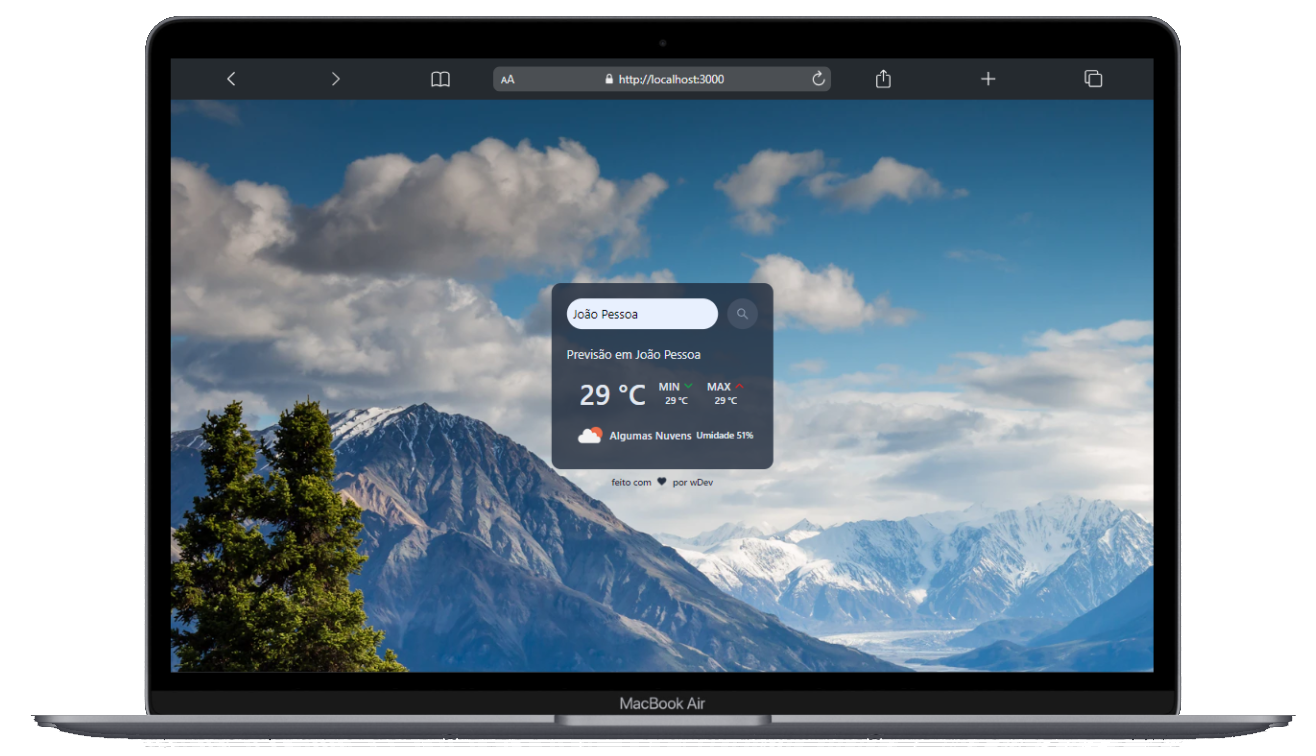 AA
http://localhost:3000
João Pessoa
Previsão em João Pessoa
29 °C
MIN
29 °C
MAX
29 °C
Algumas Nuvens Umidade 51%
feito com por wDev
MacBook Air